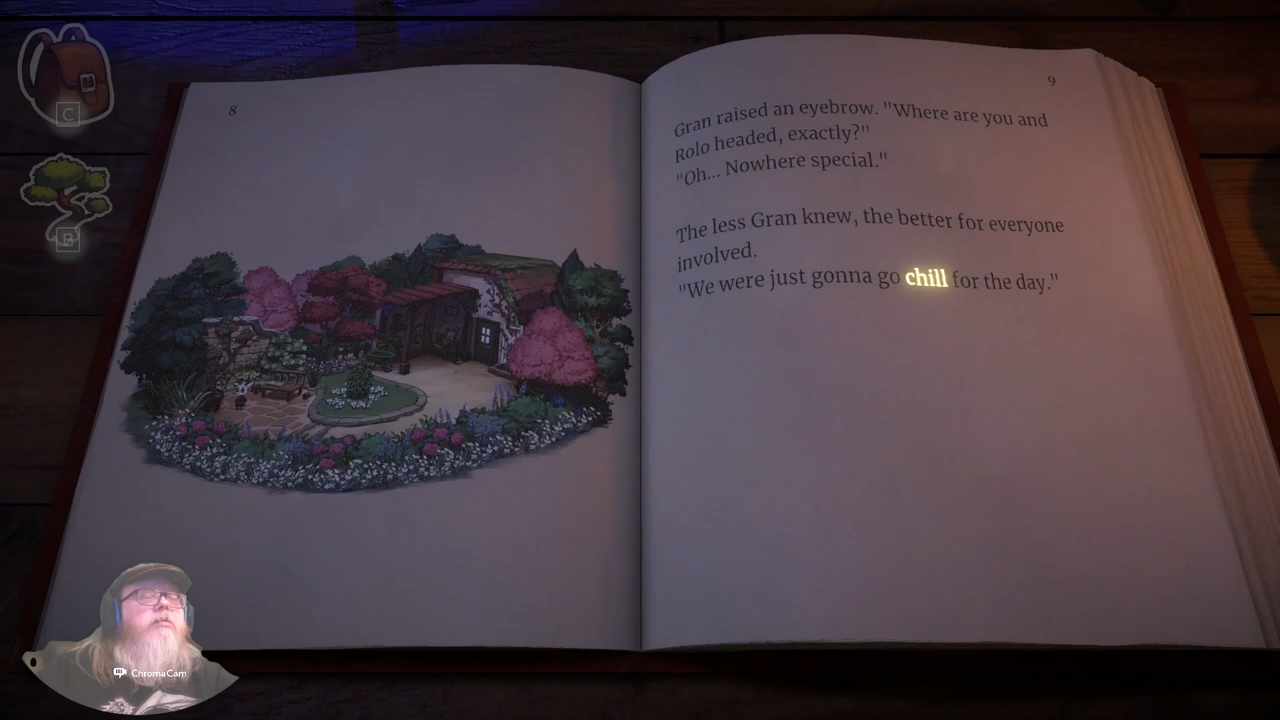 C
B
8
9
Gran raised an eyebrow. "Where are you and
Rolo headed, exactly?"
"Oh... Nowhere special."
The less Gran knew, the better for everyone
involved.
"We were just gonna go chill for the day."
ChromaCam